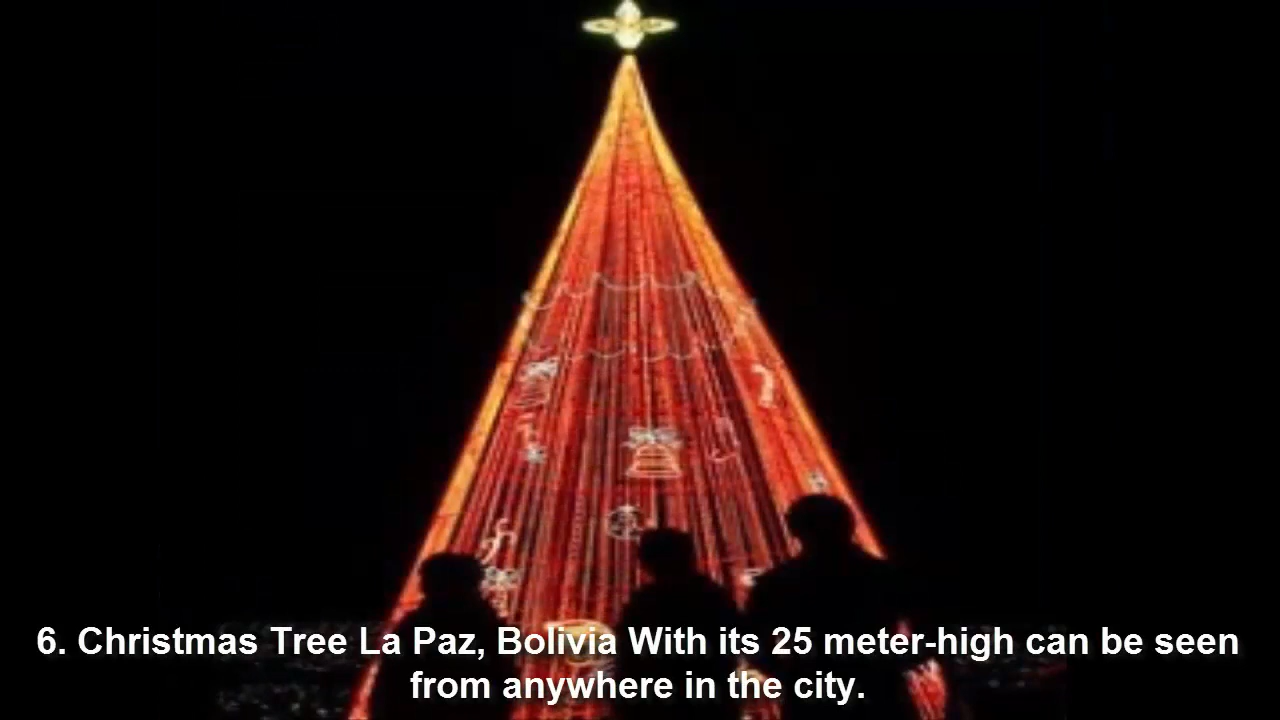 6. Christmas Tree La Paz, Bolivia With its 25 meter-high can be seen
from anywhere in the city.